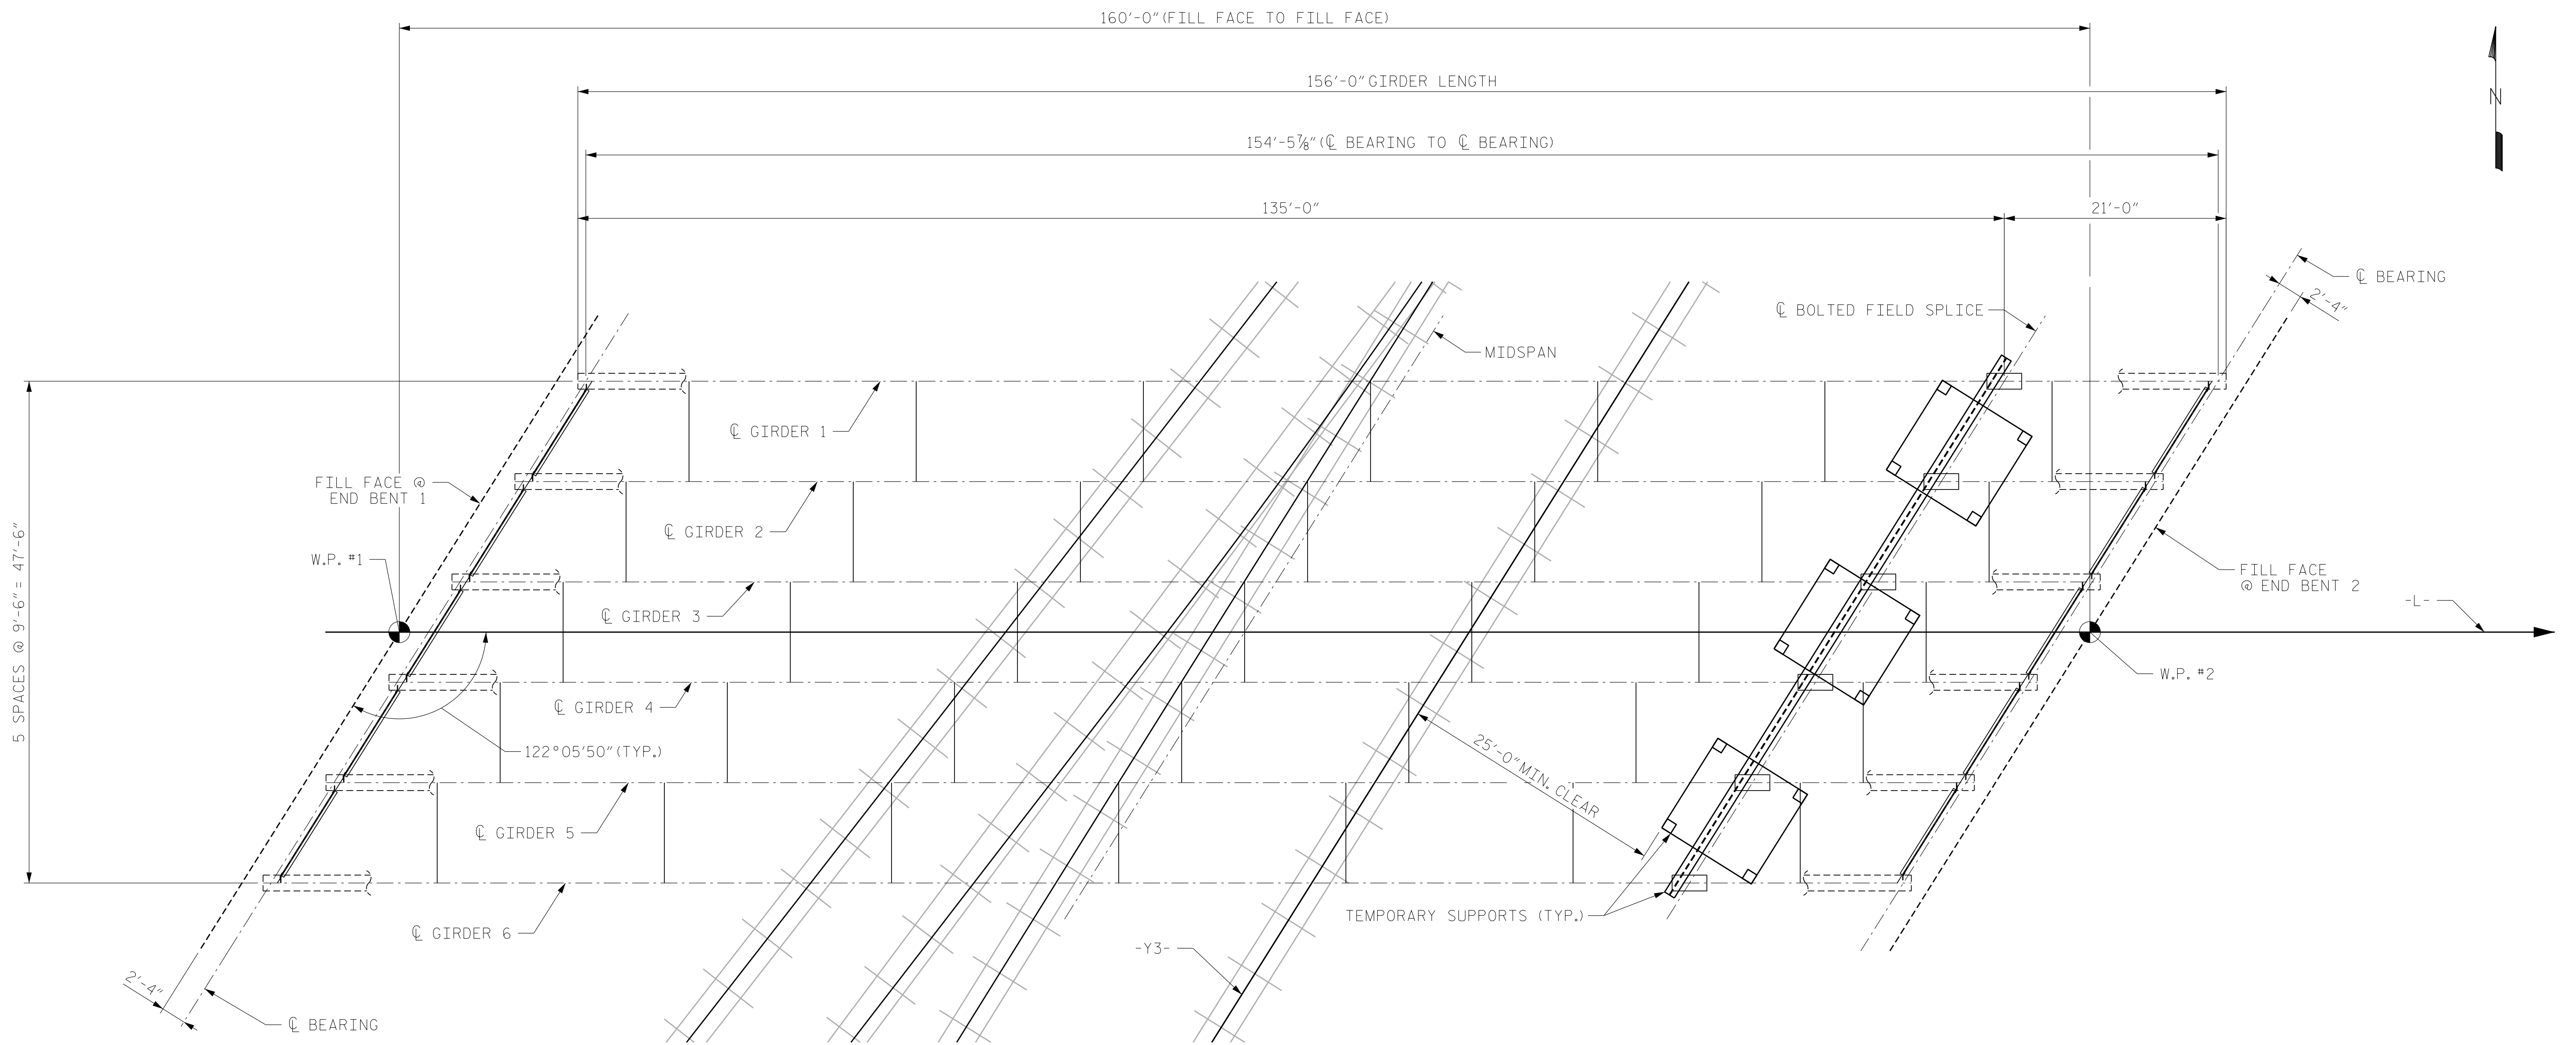 160'-0" (FILL FACE TO FILL FACE)
156'-0" GIRDER LENGTH
N
154'-5⅞" (℄ BEARING TO ℄ BEARING)
135'-0"
21'-0"
℄ BEARING
2'-4"
℄ BOLTED FIELD SPLICE
MIDSPAN
℄ GIRDER 1
FILL FACE @
END BENT 1
℄ GIRDER 2
W.P. #1
FILL FACE
@ END BENT 2
-L-
℄ GIRDER 3
5 SPACES @ 9'-6" = 47'-6"
W.P. #2
℄ GIRDER 4
122°05'50" (TYP.)
25'-0" MIN. CLEAR
℄ GIRDER 5
TEMPORARY SUPPORTS (TYP.)
℄ GIRDER 6
-Y3-
2'-4"
℄ BEARING